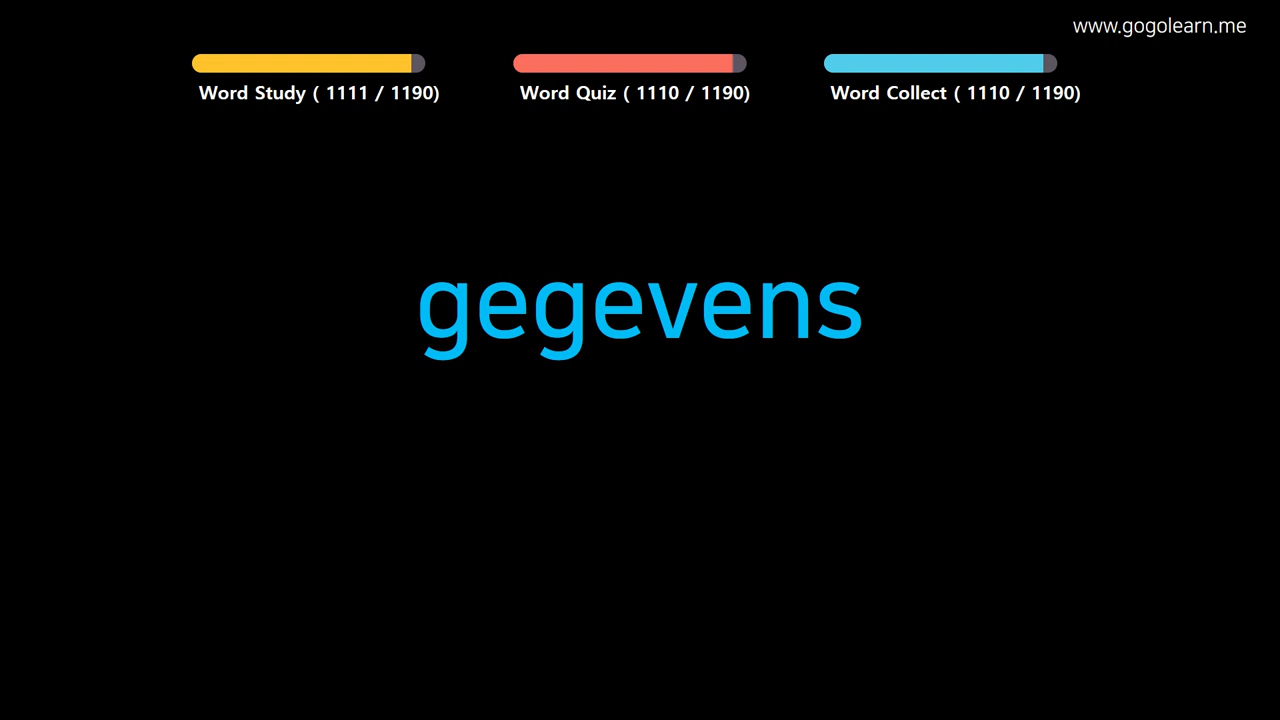 www.gogolearn.me
Word Study ( 1111 / 1190)
Word Quiz ( 1110 / 1190)
Word Collect ( 1110 / 1190)
gegevens